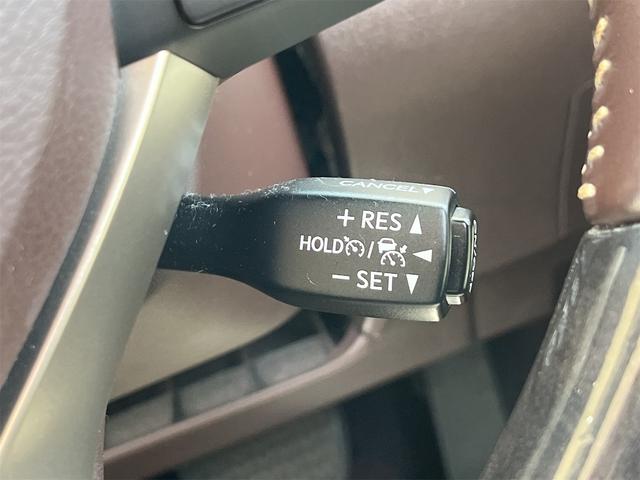 CANCEL▼
+ RES ▲
HOLD / ◀
− SET ▼